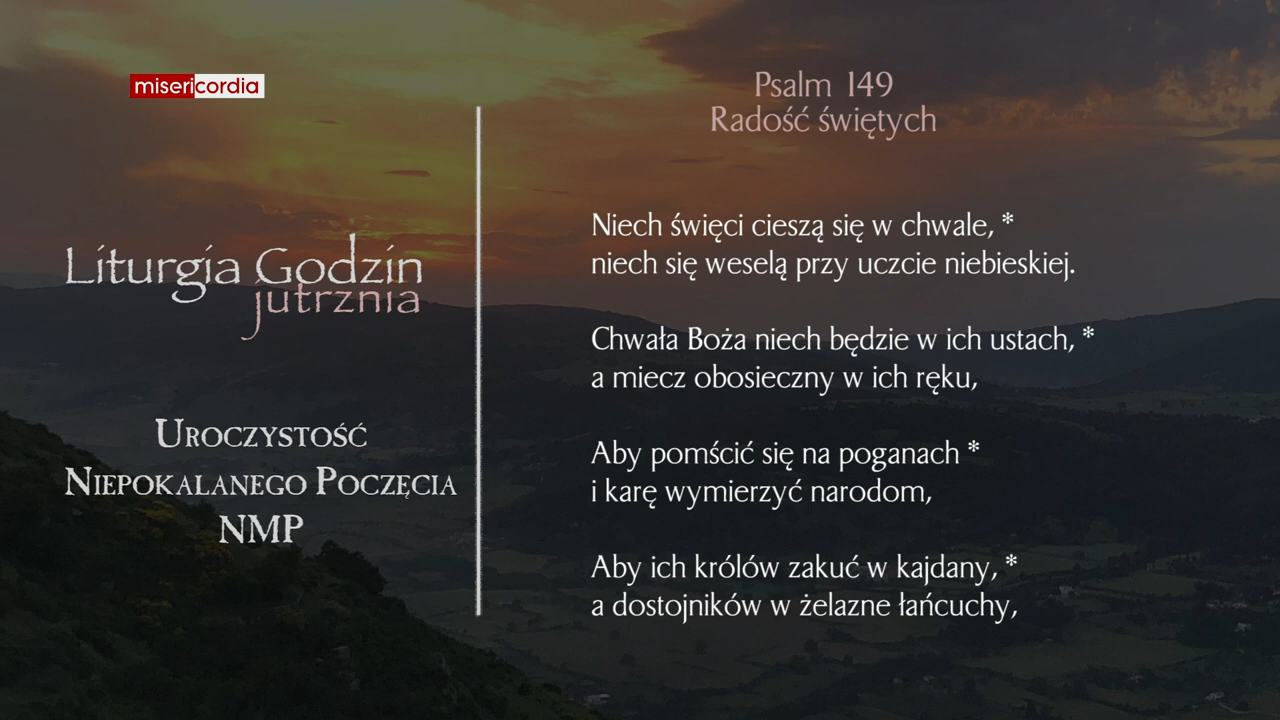 misericordia
Liturgia Godzin
jutrznia
Uroczystość
Niepokalanego Poczęcia
NMP
Psalm 149
Radość świętych
Niech święci cieszą się w chwale, *
niech się weselą przy uczcie niebieskiej.
Chwała Boża niech będzie w ich ustach, *
a miecz obosieczny w ich ręku,
Aby pomścić się na poganach *
i karę wymierzyć narodom,
Aby ich królów zakuć w kajdany, *
a dostojników w żelazne łańcuchy,